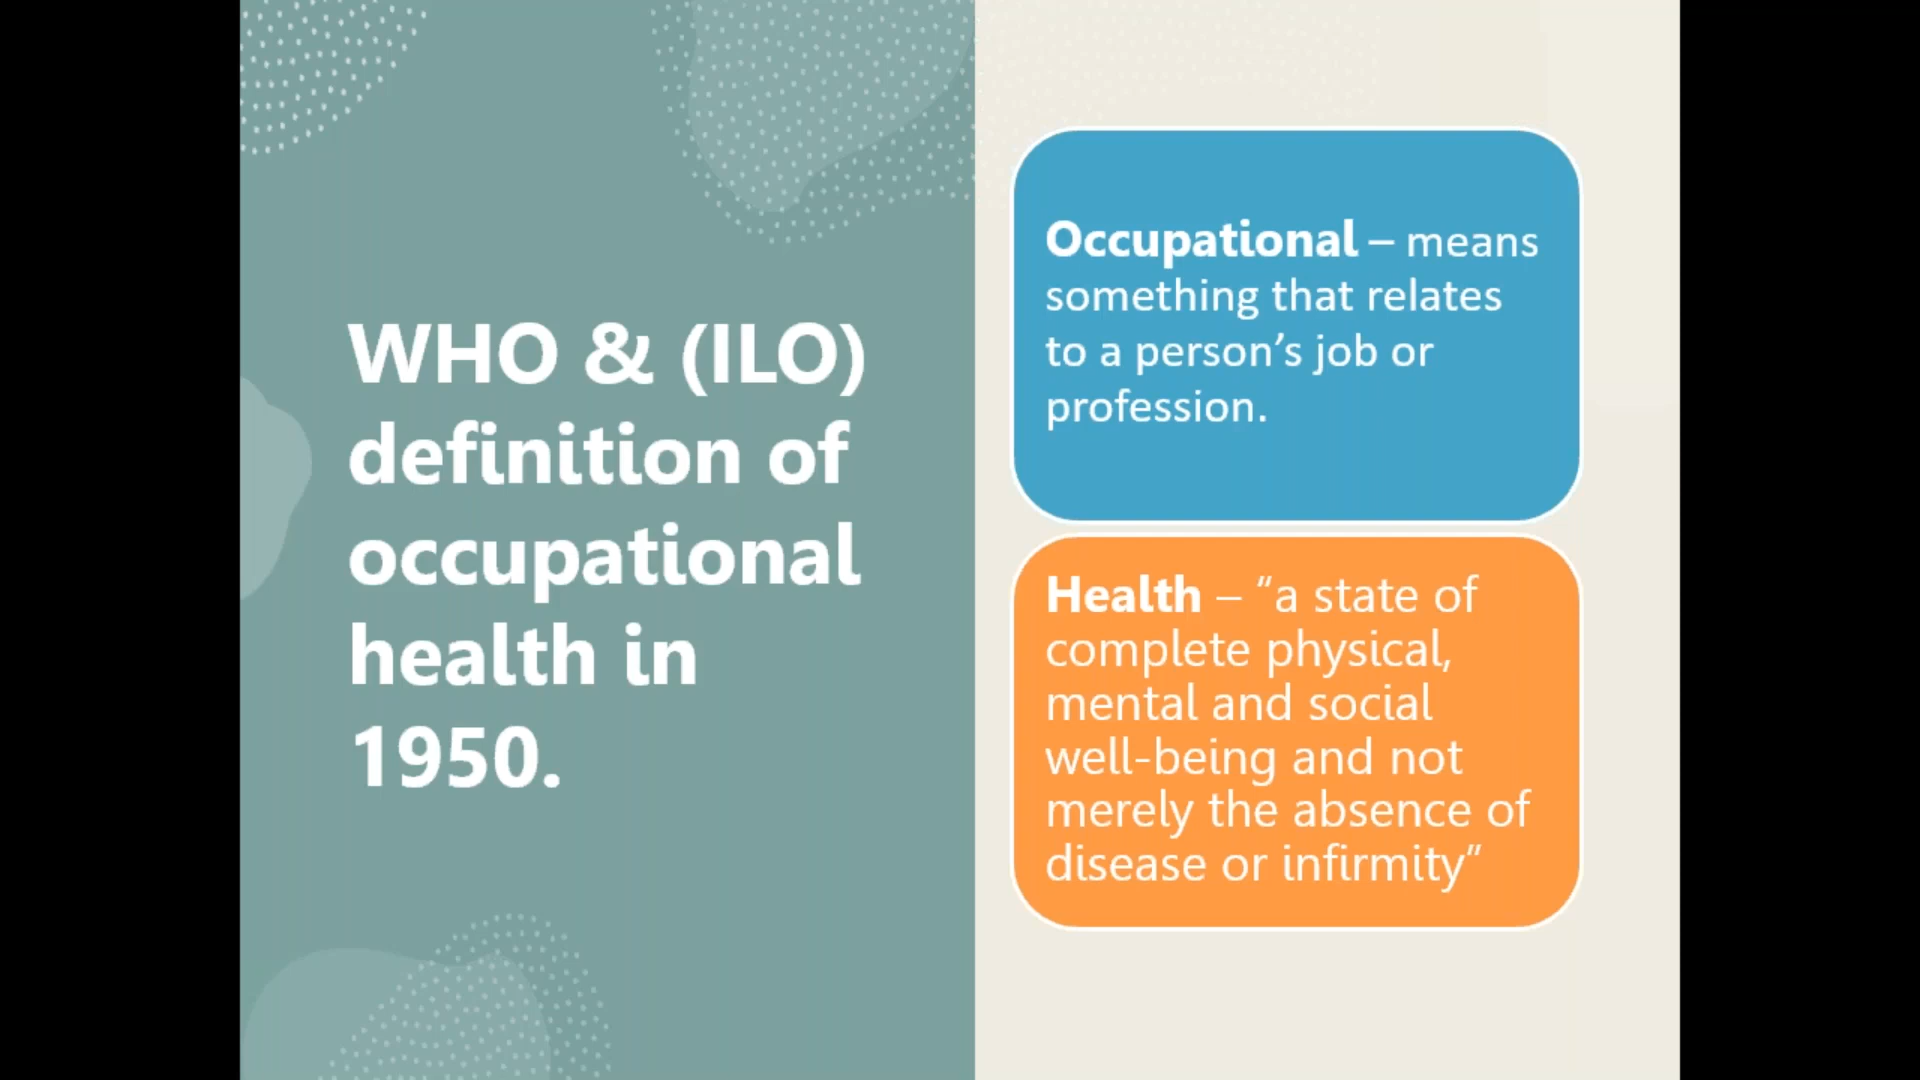 WHO & (ILO)
definition of
occupational
health in
1950.
Occupational – means
something that relates
to a person’s job or
profession.
Health – “a state of
complete physical,
mental and social
well-being and not
merely the absence of
disease or infirmity”